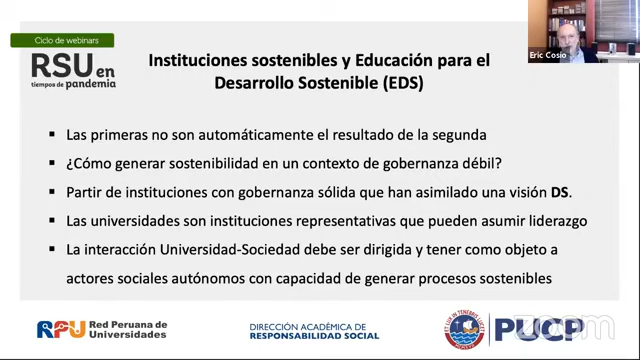 Ciclo de webinars
RSU en
tiempos de pandemia
Instituciones sostenibles y Educación para el
Desarrollo Sostenible (EDS)
Eric Cosio
▪ Las primeras no son automáticamente el resultado de la segunda
▪ ¿Cómo generar sostenibilidad en un contexto de gobernanza débil?
▪ Partir de instituciones con gobernanza sólida que han asimilado una visión DS.
▪ Las universidades son instituciones representativas que pueden asumir liderazgo
▪ La interacción Universidad-Sociedad debe ser dirigida y tener como objeto a
actores sociales autónomos con capacidad de generar procesos sostenibles
RPU Red Peruana de
Universidades
DIRECCIÓN ACADÉMICA DE
RESPONSABILIDAD SOCIAL
PUCP
zoom